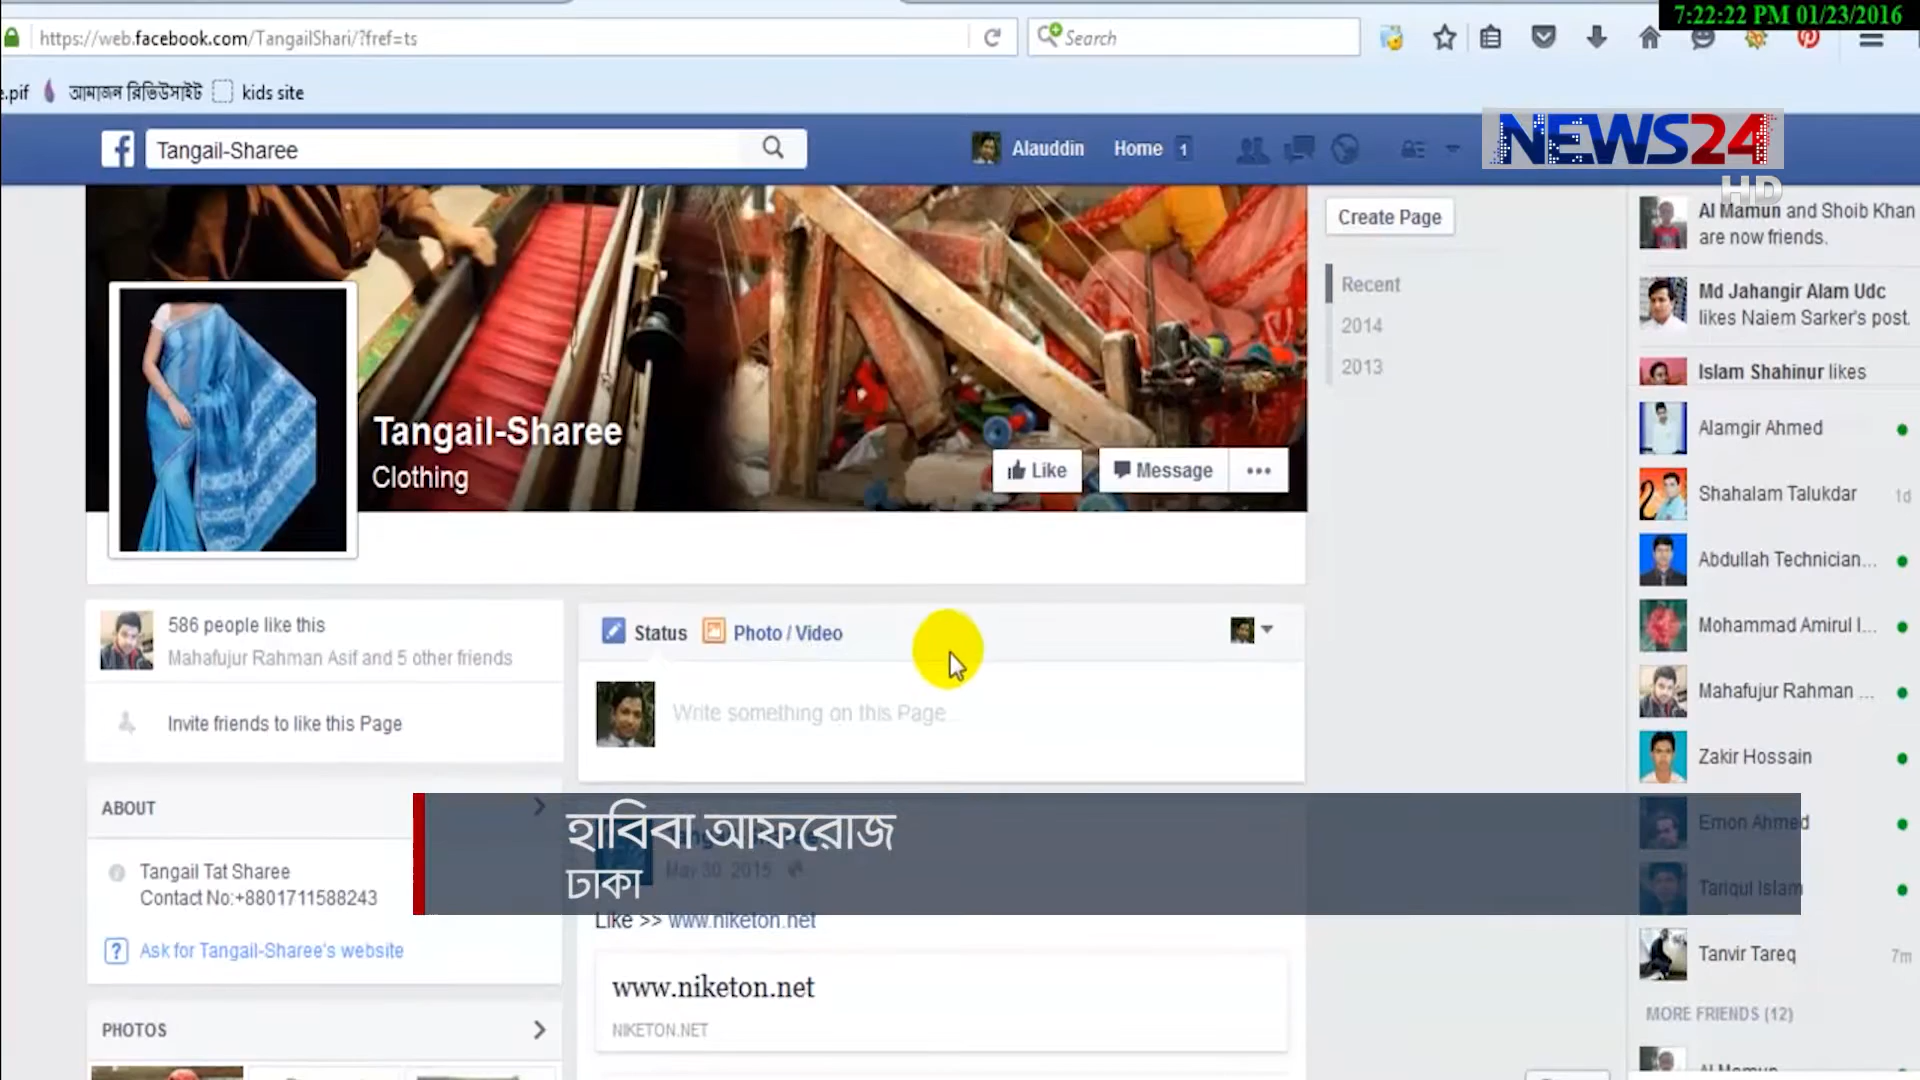 7:22:22 PM 01/23/2016
https://web.facebook.com/TangailShari/?fref=ts
Search
e.pif
আমাজন রিভিউসাইট
kids site
Tangail-Sharee
Alauddin
Home 1
NEWS24
HD
Create Page
Recent
2014
2013
Tangail-Sharee
Clothing
Like
Message
Al Mamun and Shoib Khan
are now friends.
Md Jahangir Alam Udc
likes Naiem Sarker's post.
Islam Shahinur likes
Alamgir Ahmed
Shahalam Talukdar 1d
Abdullah Technician...
Mohammad Amirul I...
Mahafujur Rahman ...
Zakir Hossain
Emon Ahmed
Tariqul Islam
Tanvir Tareq 7m
MORE FRIENDS (12)
Al Mamun
586 people like this
Mahafujur Rahman Asif and 5 other friends
Invite friends to like this Page
ABOUT
Tangail Tat Sharee
Contact No:+8801711588243
Ask for Tangail-Sharee's website
PHOTOS
Status
Photo / Video
Write something on this Page...
হাবিবা আফরোজ
ঢাকা
May 30, 2015
Like >> www.niketon.net
www.niketon.net
NIKETON.NET